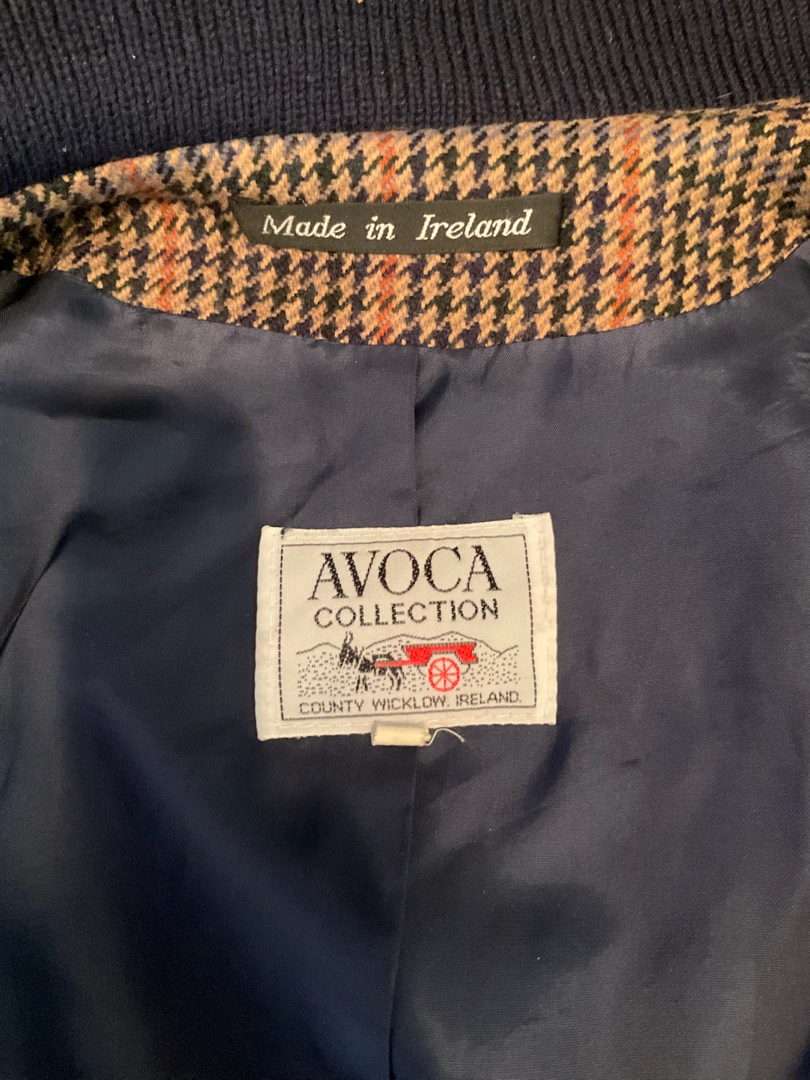 Made in Ireland
AVOCA
COLLECTION
COUNTY WICKLOW. IRELAND.